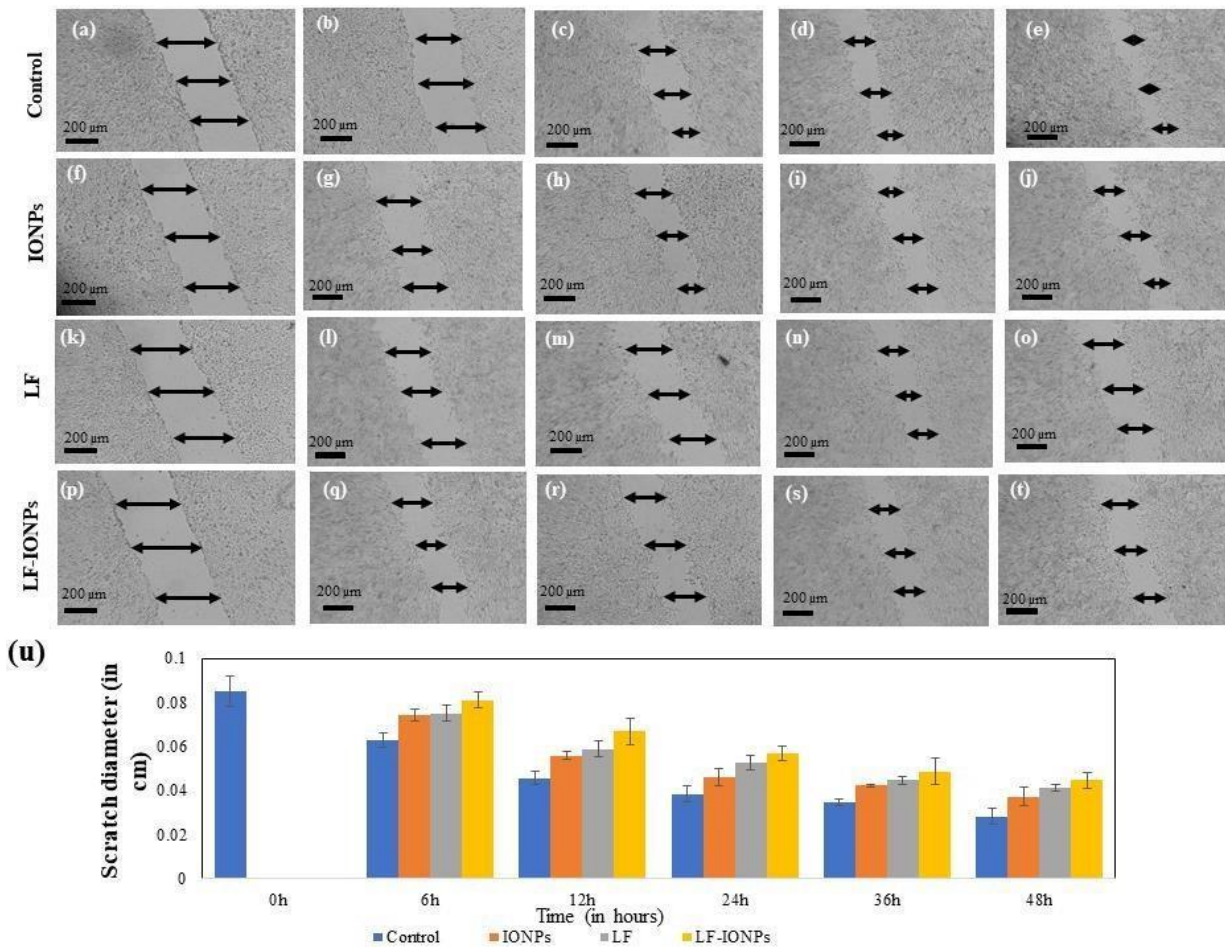 (a) (b) (c) (d) (e)
Control
200 µm 200 µm 200 µm 200 µm 200 µm
(f) (g) (h) (i) (j)
IONPs
200 µm 200 µm 200 µm 200 µm 200 µm
(k) (l) (m) (n) (o)
LF
200 µm 200 µm 200 µm 200 µm 200 µm
(p) (q) (r) (s) (t)
LF-IONPs
200 µm 200 µm 200 µm 200 µm 200 µm
(u)
Scratch diameter (in
cm)
0.1
0.08
0.06
0.04
0.02
0
0h 6h 12h 24h 36h 48h
Time (in hours)
Control IONPs LF LF-IONPs